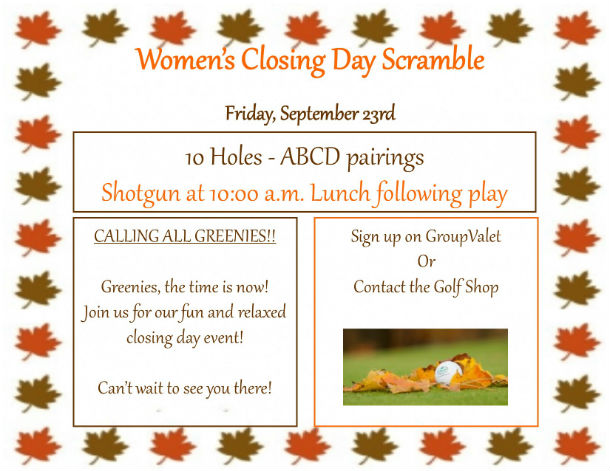 Women's Closing Day Scramble
Friday, September 23rd
10 Holes - ABCD pairings
Shotgun at 10:00 a.m. Lunch following play
CALLING ALL GREENIES!!
Greenies, the time is now!
Join us for our fun and relaxed
closing day event!
Can't wait to see you there!
Sign up on GroupValet
Or
Contact the Golf Shop